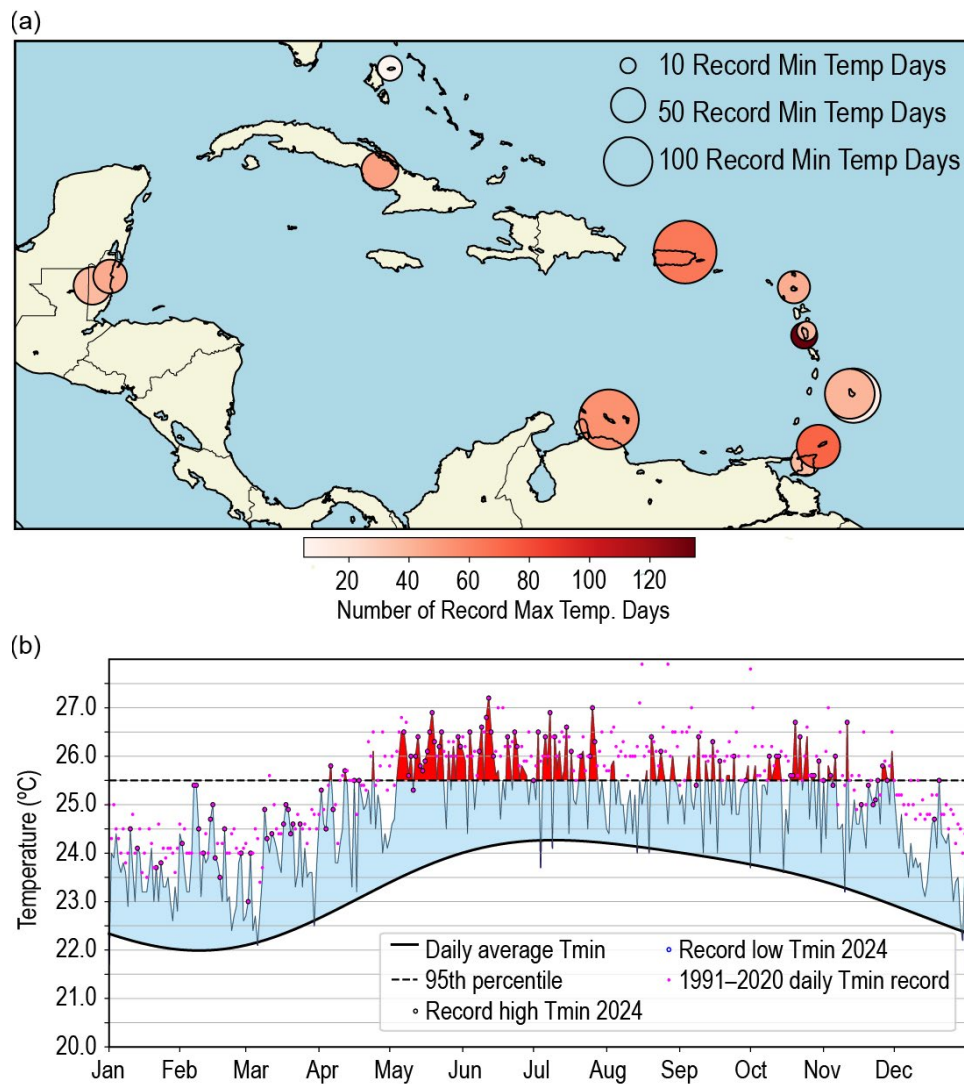 (a)
10 Record Min Temp Days
50 Record Min Temp Days
100 Record Min Temp Days
20 40 60 80 100 120
Number of Record Max Temp. Days
(b)
27.0
26.0
25.0
24.0
23.0
22.0
21.0
20.0
Temperature (ºC)
Daily average Tmin
95th percentile
Record high Tmin 2024
Record low Tmin 2024
1991–2020 daily Tmin record
Jan Feb Mar Apr May Jun Jul Aug Sep Oct Nov Dec